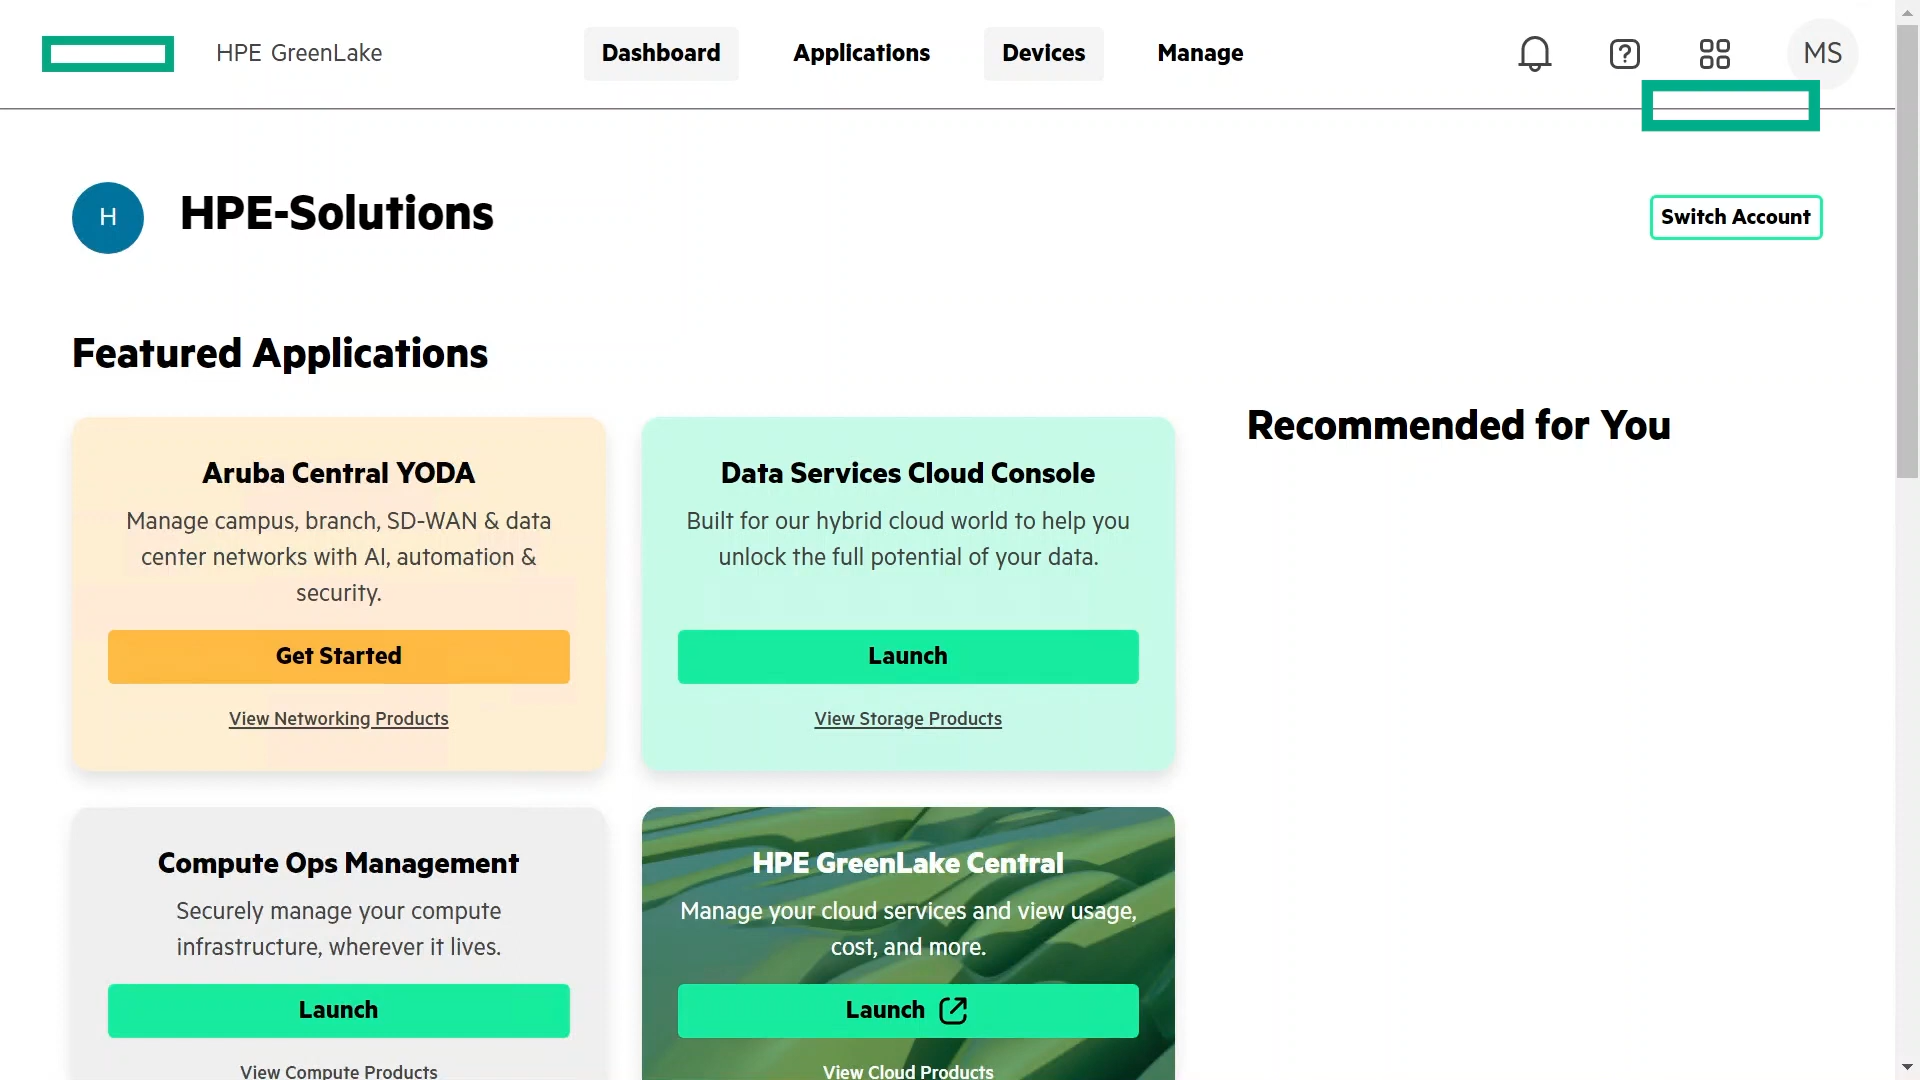 HPE GreenLake
Dashboard
Applications
Devices
Manage
MS
H
HPE-Solutions
Switch Account
Featured Applications
Recommended for You
Aruba Central YODA
Manage campus, branch, SD-WAN & data
center networks with AI, automation &
security.
Get Started
View Networking Products
Data Services Cloud Console
Built for our hybrid cloud world to help you
unlock the full potential of your data.
Launch
View Storage Products
Compute Ops Management
Securely manage your compute
infrastructure, wherever it lives.
Launch
View Compute Products
HPE GreenLake Central
Manage your cloud services and view usage,
cost, and more.
Launch
View Cloud Products